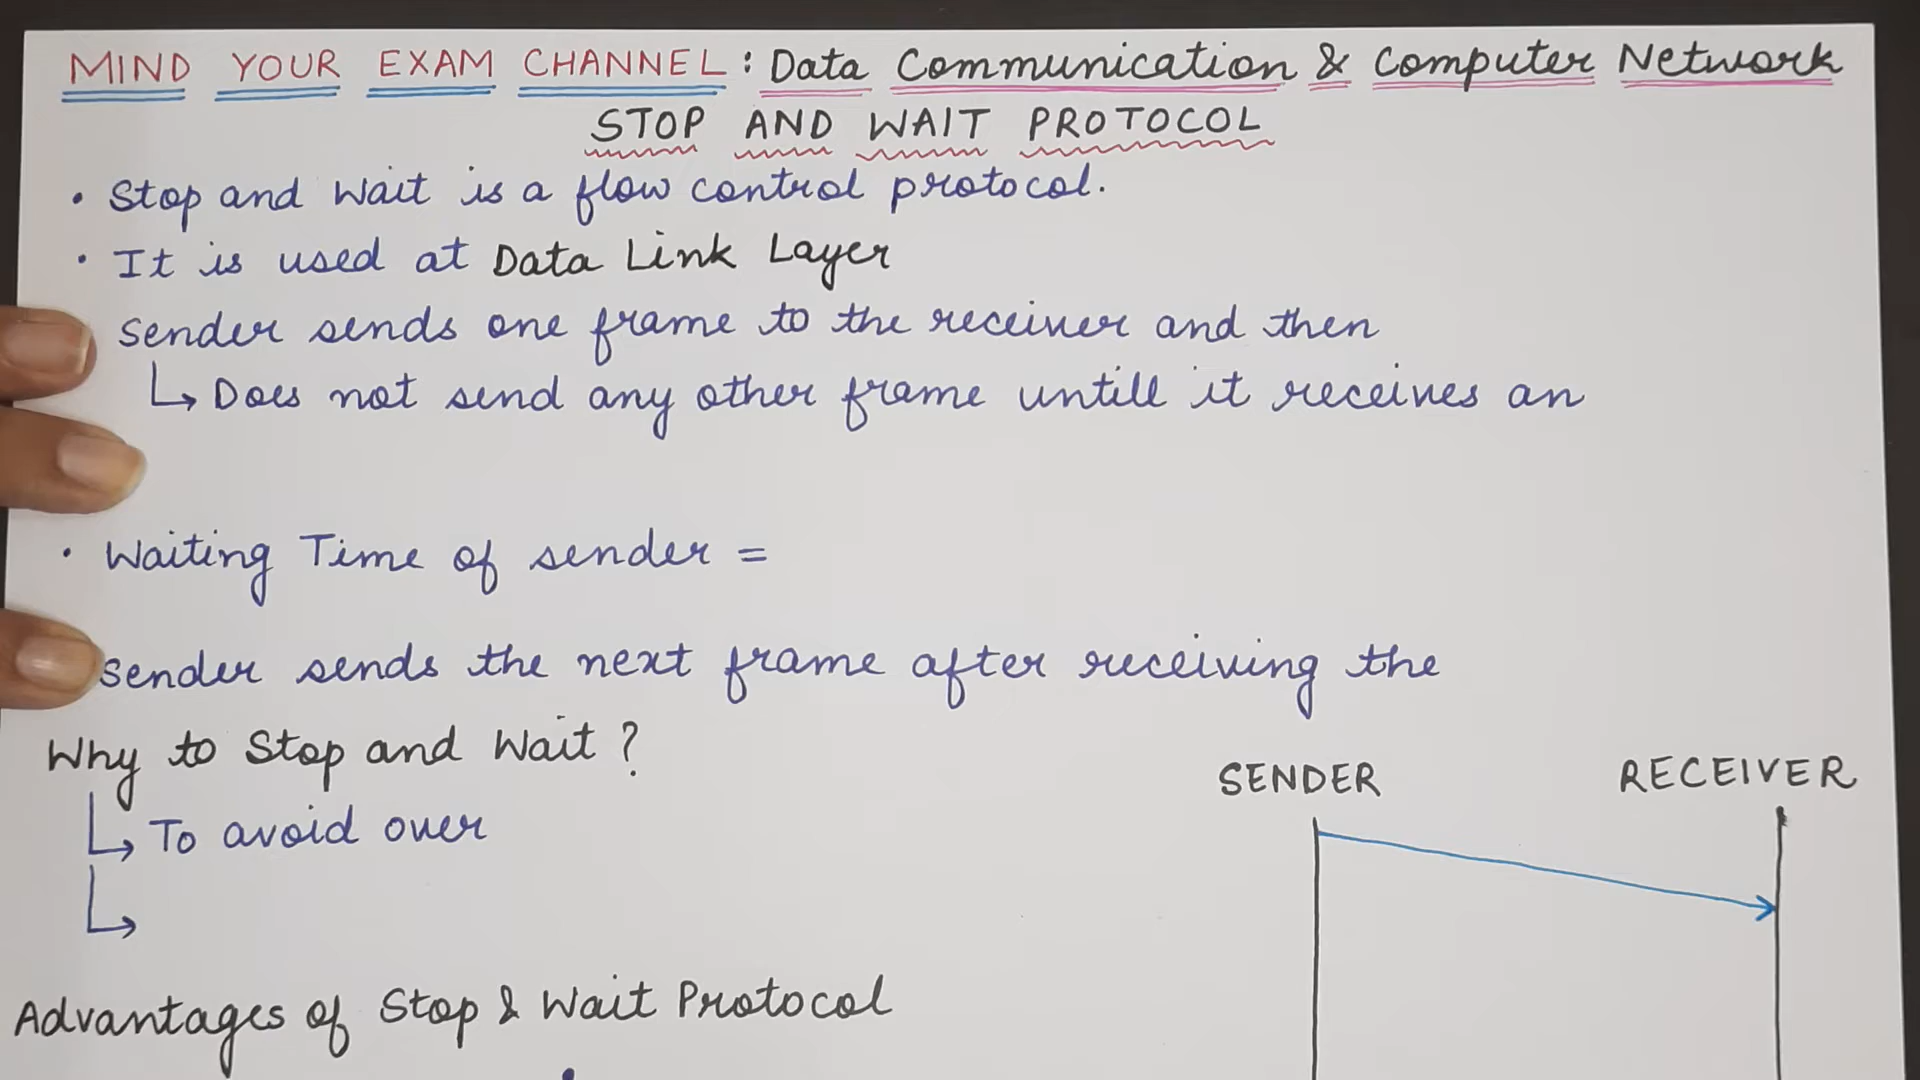 MIND YOUR EXAM CHANNEL : Data Communication & Computer Network
STOP AND WAIT PROTOCOL
• Stop and Wait is a flow control protocol.
• It is used at Data Link Layer
Sender sends one frame to the receiver and then
↳ Does not send any other frame untill it receives an
• Waiting Time of sender =
Sender sends the next frame after receiving the
Why to Stop and Wait ?
↳ To avoid over
↳
SENDER RECEIVER
Advantages of Stop & Wait Protocol